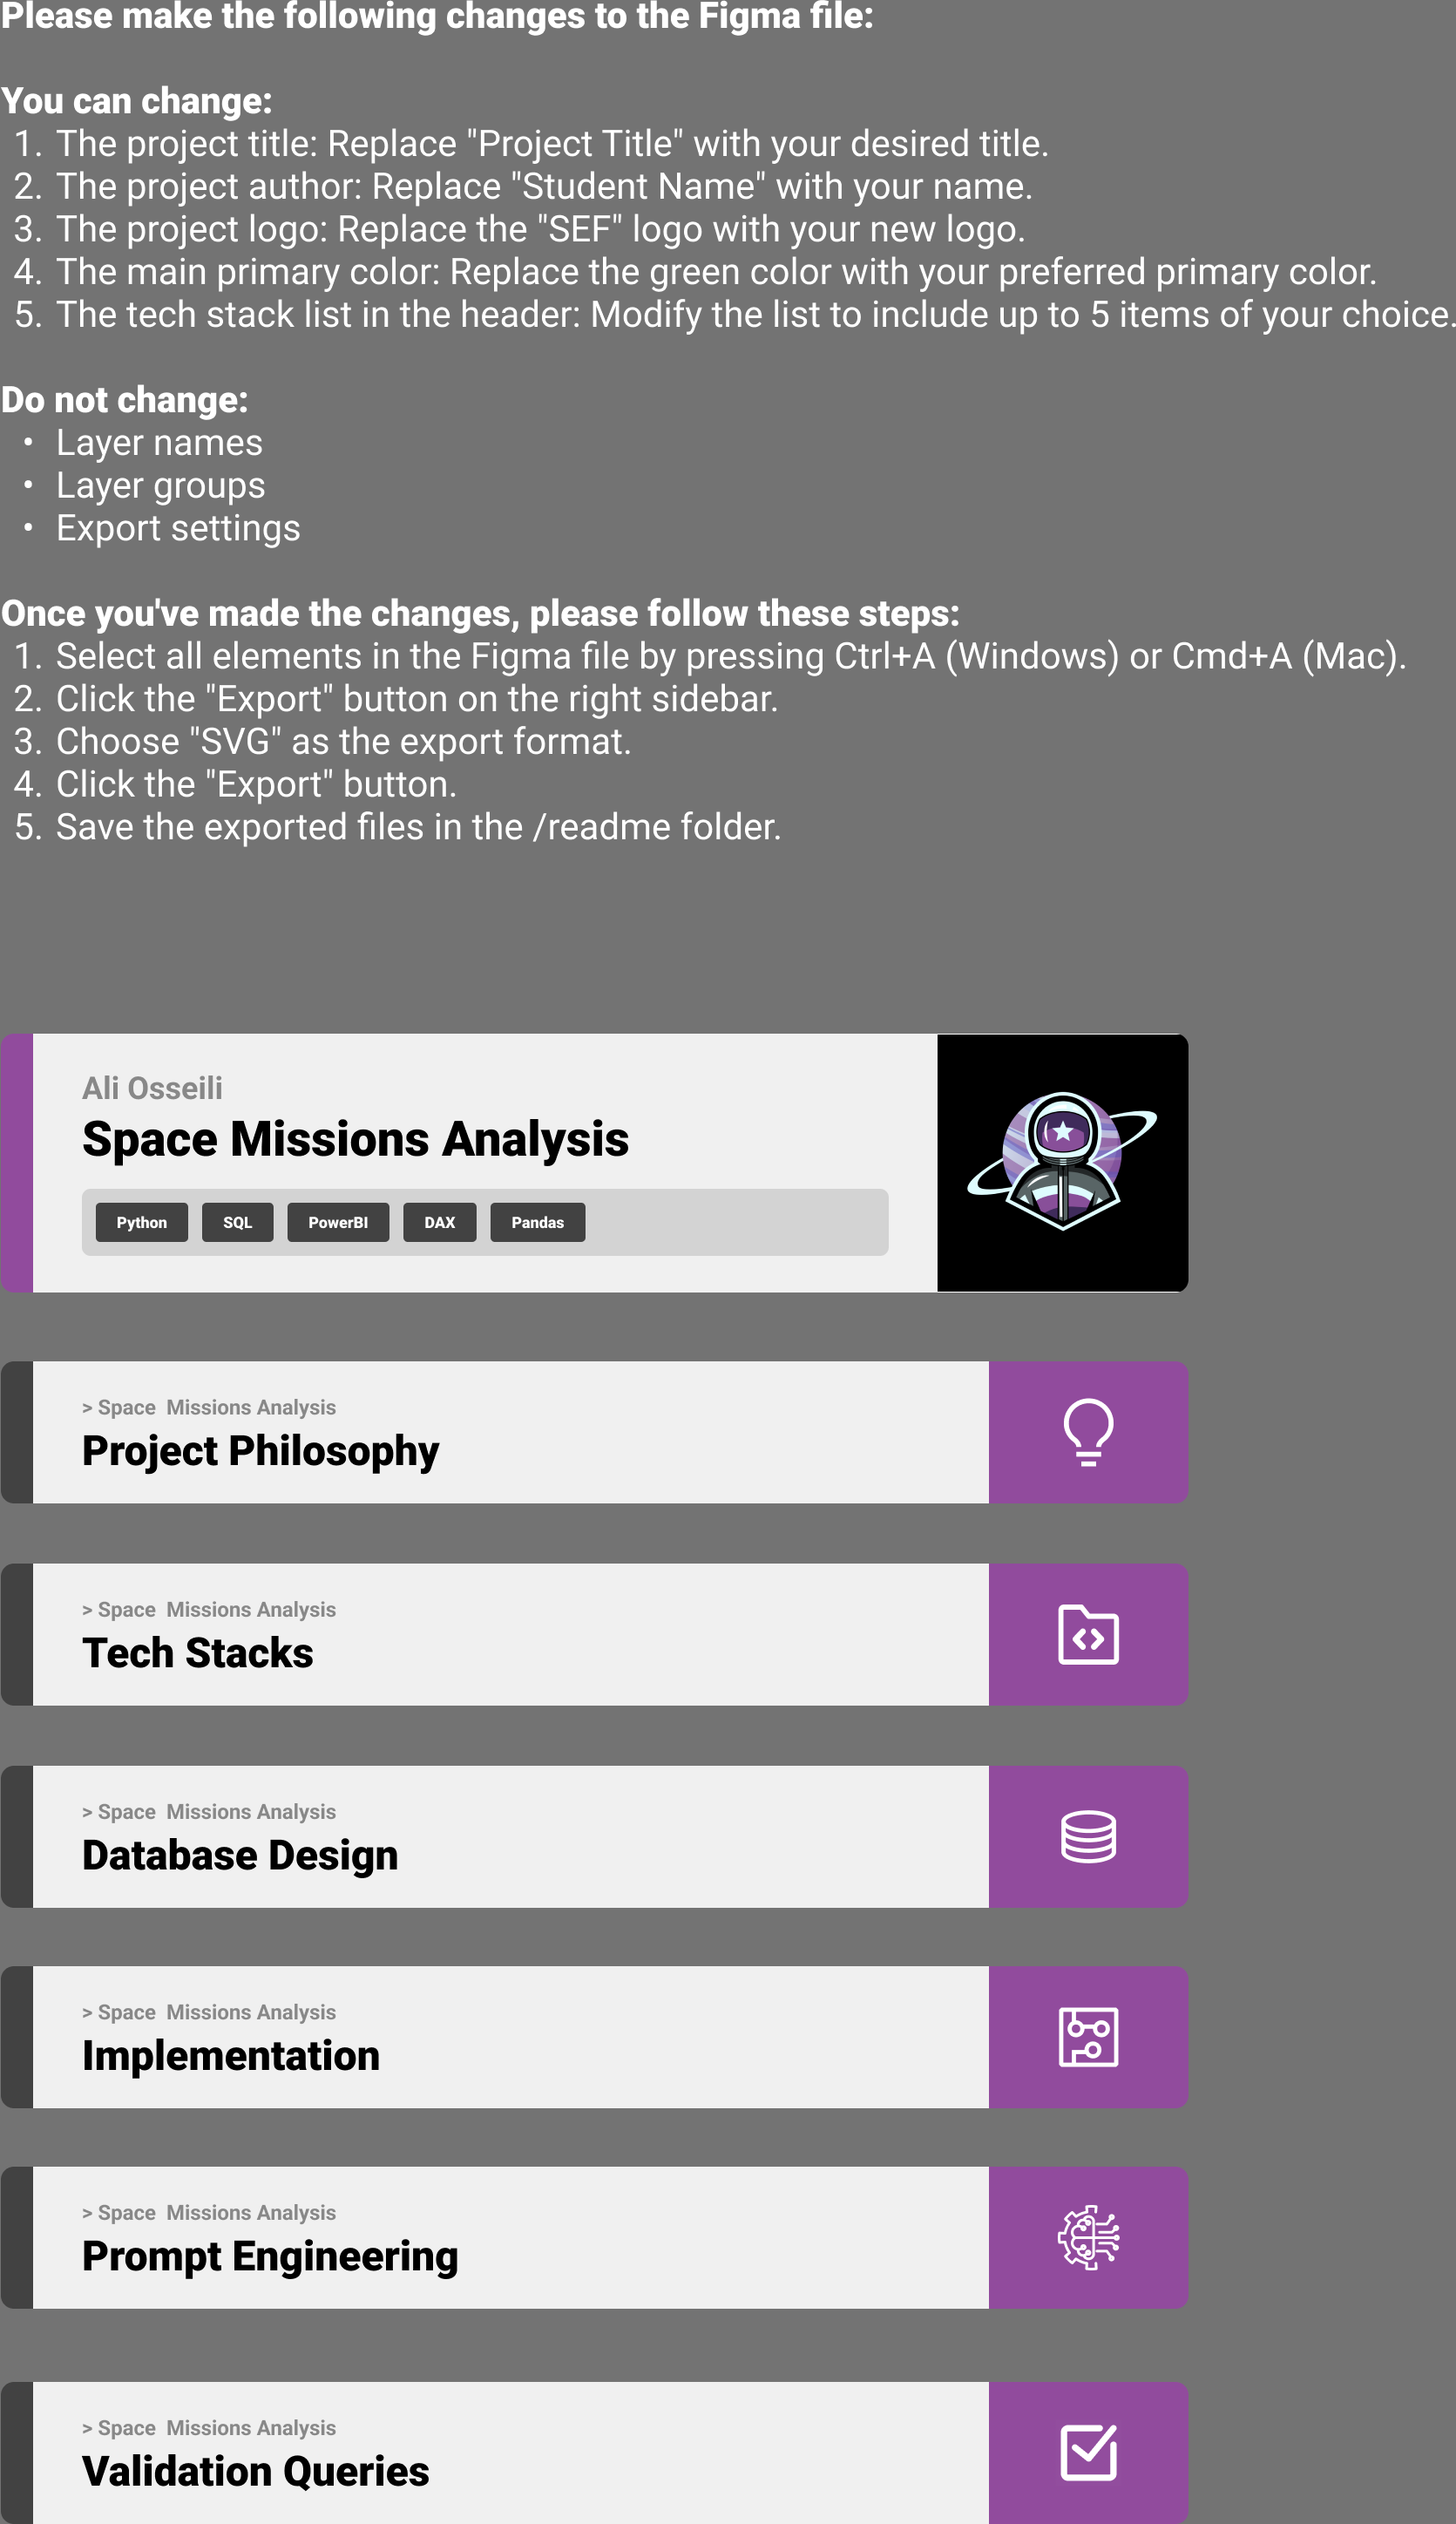 Please make the following changes to the Figma file:
You can change:
1. The project title: Replace "Project Title" with your desired title.
2. The project author: Replace "Student Name" with your name.
3. The project logo: Replace the "SEF" logo with your new logo.
4. The main primary color: Replace the green color with your preferred primary color.
5. The tech stack list in the header: Modify the list to include up to 5 items of your choice.
Do not change:
• Layer names
• Layer groups
• Export settings
Once you've made the changes, please follow these steps:
1. Select all elements in the Figma file by pressing Ctrl+A (Windows) or Cmd+A (Mac).
2. Click the "Export" button on the right sidebar.
3. Choose "SVG" as the export format.
4. Click the "Export" button.
5. Save the exported files in the /readme folder.
Ali Osseili
Space Missions Analysis
Python SQL PowerBI DAX Pandas
> Space  Missions Analysis
Project Philosophy
> Space  Missions Analysis
Tech Stacks
> Space  Missions Analysis
Database Design
> Space  Missions Analysis
Implementation
> Space  Missions Analysis
Prompt Engineering
> Space  Missions Analysis
Validation Queries